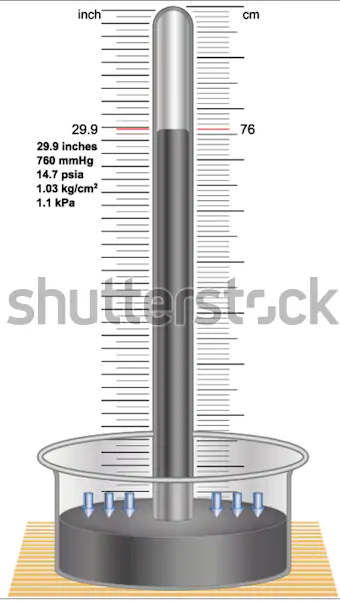 inch cm
29.9 76
29.9 inches
760 mmHg
14.7 psia
1.03 kg/cm²
1.1 kPa
shutterstock